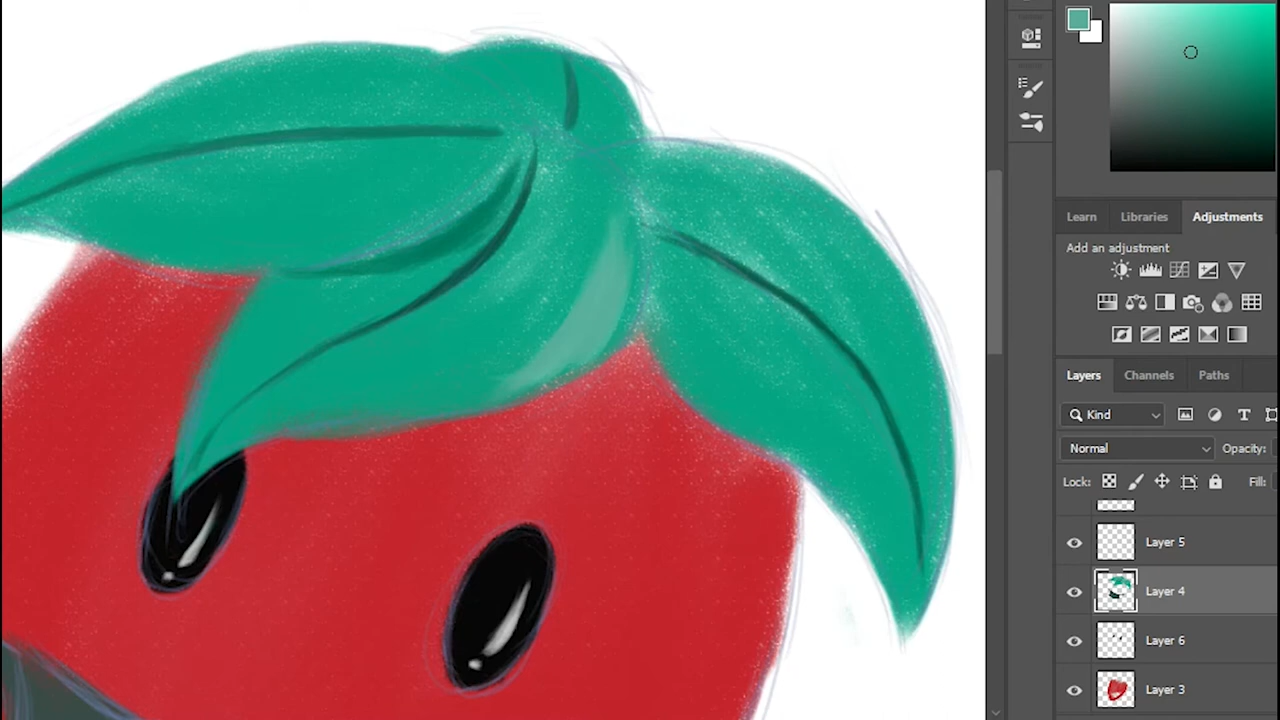 Learn Libraries Adjustments
Add an adjustment
Layers Channels Paths
Kind
Normal Opacity:
Lock: Fill:
Layer 5
Layer 4
Layer 6
Layer 3